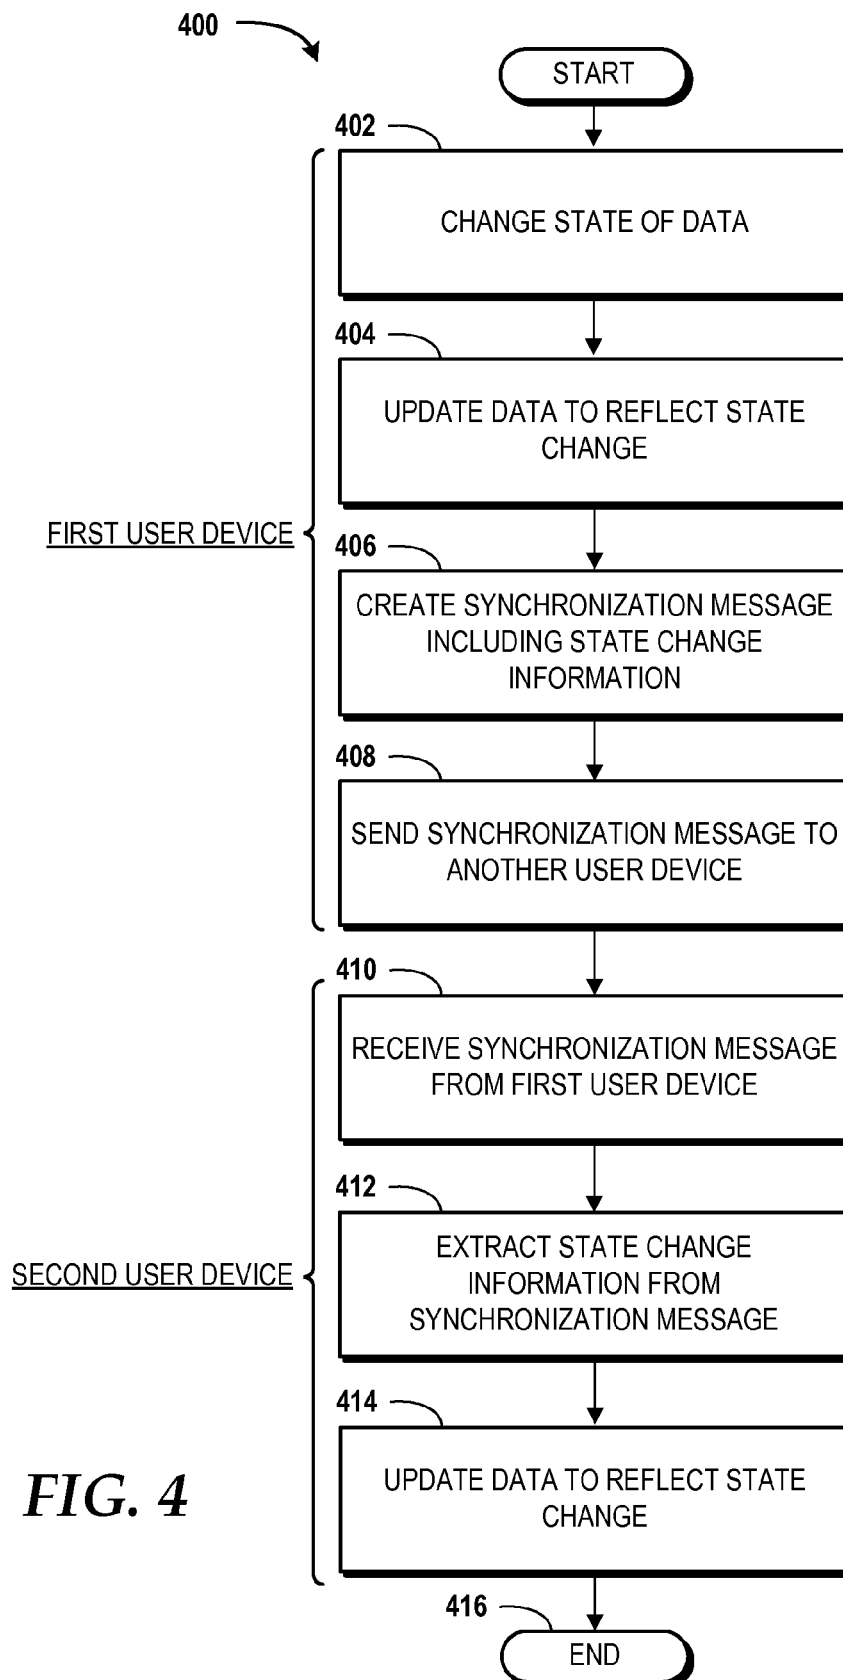 400
START
402
CHANGE STATE OF DATA
404
UPDATE DATA TO REFLECT STATE
CHANGE
FIRST USER DEVICE
406
CREATE SYNCHRONIZATION MESSAGE
INCLUDING STATE CHANGE
INFORMATION
408
SEND SYNCHRONIZATION MESSAGE TO
ANOTHER USER DEVICE
410
RECEIVE SYNCHRONIZATION MESSAGE
FROM FIRST USER DEVICE
412
SECOND USER DEVICE
EXTRACT STATE CHANGE
INFORMATION FROM
SYNCHRONIZATION MESSAGE
414
UPDATE DATA TO REFLECT STATE
CHANGE
FIG. 4
416
END